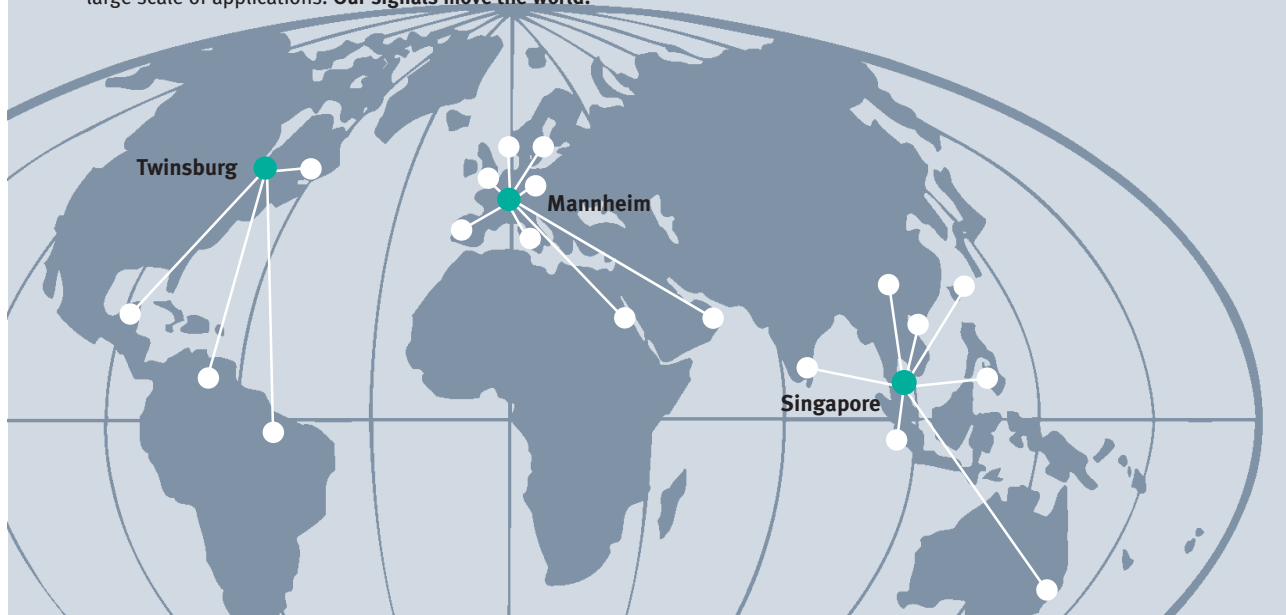 large scale of applications. Our signals move the world.
Twinsburg
Mannheim
Singapore